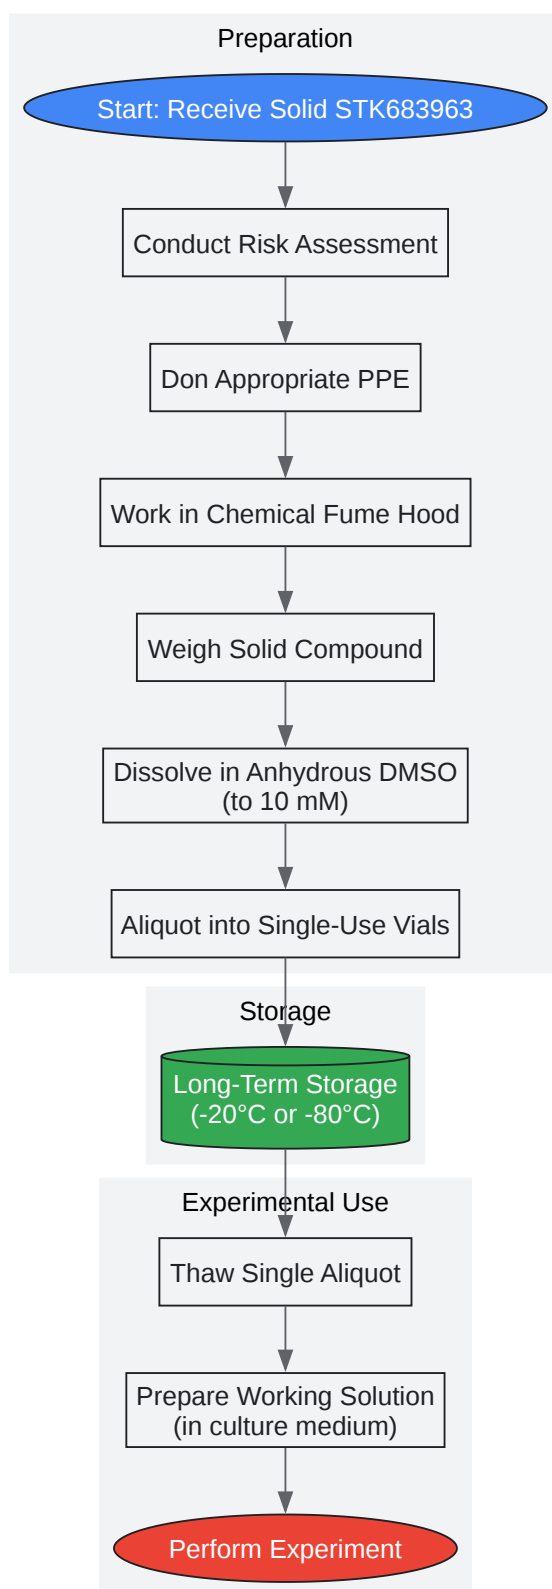 Preparation
Start: Receive Solid STK683963
Conduct Risk Assessment
Don Appropriate PPE
Work in Chemical Fume Hood
Weigh Solid Compound
Dissolve in Anhydrous DMSO
(to 10 mM)
Aliquot into Single-Use Vials
Storage
Long-Term Storage
(-20°C or -80°C)
Experimental Use
Thaw Single Aliquot
Prepare Working Solution
(in culture medium)
Perform Experiment